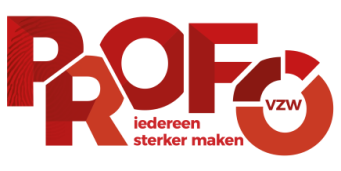 PROFO
vzw
iedereen
sterker maken